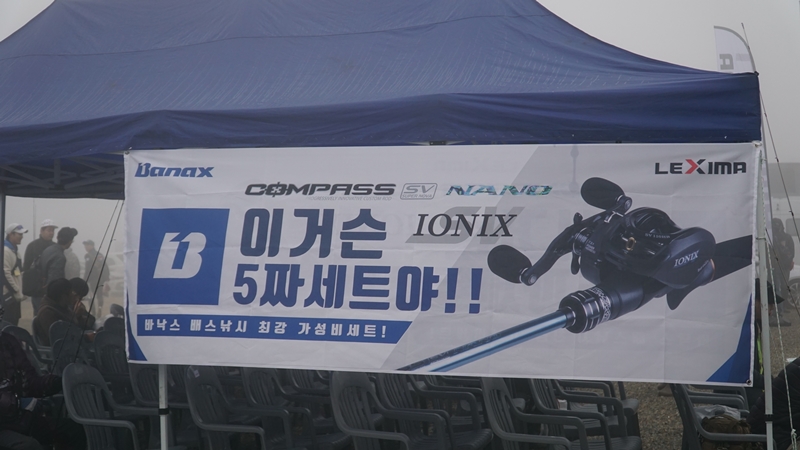 Banax
LEXIMA
COMPASS SV NANO
이거슨 IONIX
5짜세트야!!
바낙스 배스낚시 최강 가성비세트!
IONIX